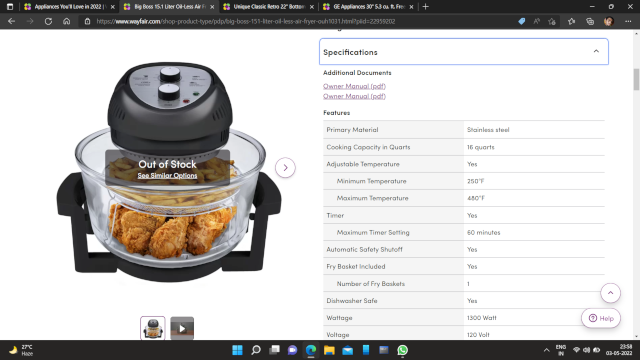 Appliances You'll Love in 2022 |
Big Boss 15.1 Liter Oil-Less Air Fr
Unique Classic Retro 22" Bottom
GE Appliances 30" 5.3 cu. ft. Free
https://www.wayfair.com/shop-product-type/pdp/big-boss-151-liter-oil-less-air-fryer-ouh1031.html?piid=22959202
Specifications
Additional Documents
Owner Manual (pdf)
Owner Manual (pdf)
Features
Primary Material Stainless steel
Cooking Capacity in Quarts 16 quarts
Adjustable Temperature Yes
Minimum Temperature 250°F
Maximum Temperature 480°F
Timer Yes
Maximum Timer Setting 60 minutes
Automatic Safety Shutoff Yes
Fry Basket Included Yes
Number of Fry Baskets 1
Dishwasher Safe Yes
Wattage 1300 Watt
Voltage 120 Volt
Out of Stock
See Similar Options
Help
27°C
Haze
ENG
IN
23:58
03-05-2022